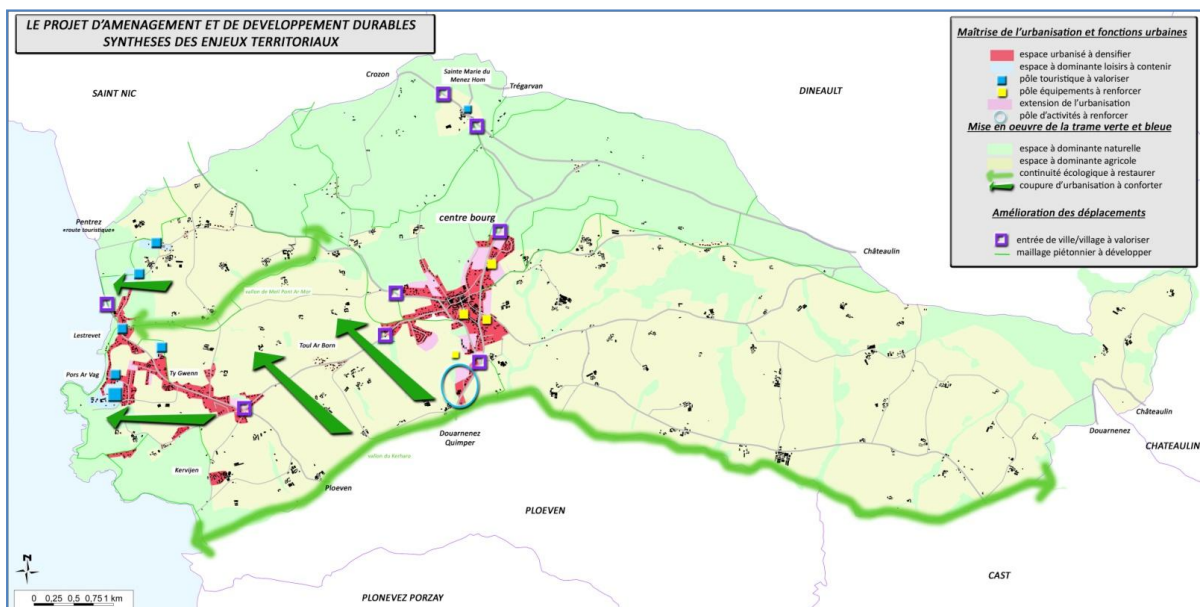 LE PROJET D'AMENAGEMENT ET DE DEVELOPPEMENT DURABLES
SYNTHESES DES ENJEUX TERRITORIAUX
Maîtrise de l'urbanisation et fonctions urbaines
espace urbanisé à densifier
espace à dominante loisirs à contenir
pôle touristique à valoriser
pôle équipements à renforcer
extension de l'urbanisation
pôle d'activités à renforcer
Mise en oeuvre de la trame verte et bleue
espace à dominante naturelle
espace à dominante agricole
continuité écologique à restaurer
coupure d'urbanisation à conforter
Amélioration des déplacements
entrée de ville/village à valoriser
maillage piétonnier à développer
SAINT NIC
Crozon
Sainte Marie du
Menez Hom
Trégarvan
DINEAULT
Pentrez
«route touristique»
centre bourg
Châteaulin
Lestrevet
Toul Ar Born
Pors Ar Vag
Ty Gwenn
Kervijen
Ploeven
Douarnenez
Quimper
vallon de Kerharo
Châteaulin
Douarnenez
CHATEAULIN
PLOEVEN
CAST
PLONEVEZ PORZAY
N
0 0,25 0,5 0,75 1 km